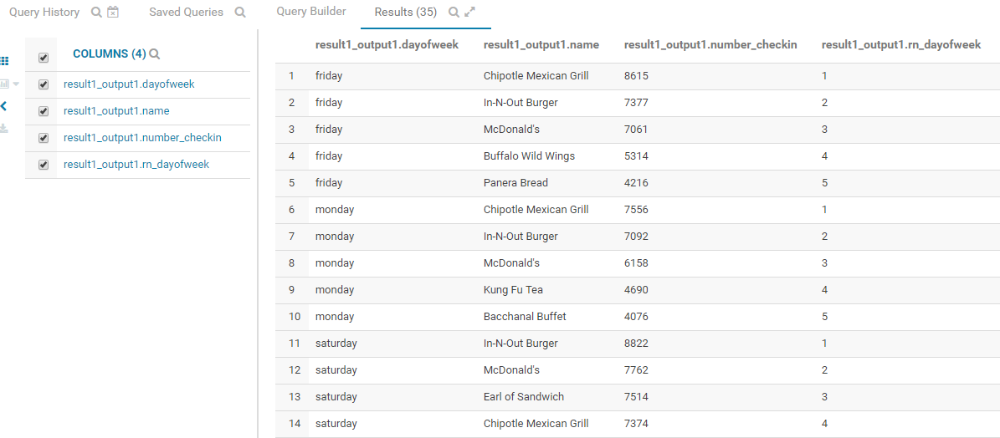 Query History Saved Queries Query Builder Results (35)
COLUMNS (4)
result1_output1.dayofweek
result1_output1.name
result1_output1.number_checkin
result1_output1.rn_dayofweek
result1_output1.dayofweek result1_output1.name result1_output1.number_checkin result1_output1.rn_dayofweek
1 friday Chipotle Mexican Grill 8615 1
2 friday In-N-Out Burger 7377 2
3 friday McDonald's 7061 3
4 friday Buffalo Wild Wings 5314 4
5 friday Panera Bread 4216 5
6 monday Chipotle Mexican Grill 7556 1
7 monday In-N-Out Burger 7092 2
8 monday McDonald's 6158 3
9 monday Kung Fu Tea 4690 4
10 monday Bacchanal Buffet 4076 5
11 saturday In-N-Out Burger 8822 1
12 saturday McDonald's 7762 2
13 saturday Earl of Sandwich 7514 3
14 saturday Chipotle Mexican Grill 7374 4